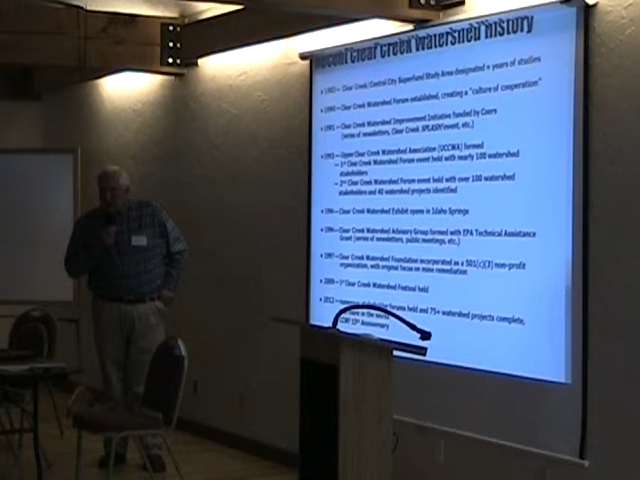 Recent Clear Creek Watershed History
Clear Creek/Central City Superfund Study Area designated + years of studies
1990 — Clear Creek Watershed Forum established, creating a "culture of cooperation"
Clear Creek Watershed Improvement Initiative funded by Coors
(series of newsletters, Clear Creek SPLASH event, etc.)
1993 — Upper Clear Creek Watershed Association (UCCWA) formed
— 1st Clear Creek Watershed Forum event held with nearly 100 watershed
stakeholders
— 2nd Clear Creek Watershed Forum event held with over 100 watershed
stakeholders and 40 watershed projects identified
Clear Creek Watershed Exhibit opens in Idaho Springs
Clear Creek Watershed Advisory Group formed with EPA Technical Assistance
Grant (series of newsletters, public meetings, etc.)
1997 — Clear Creek Watershed Foundation incorporated as a 501(c)(3) non-profit
organization, with original focus on mine remediation
2009 — 1st Clear Creek Watershed Festival held
2012 — stakeholder forums held and 75+ watershed projects complete,
more in the works
15th Anniversary